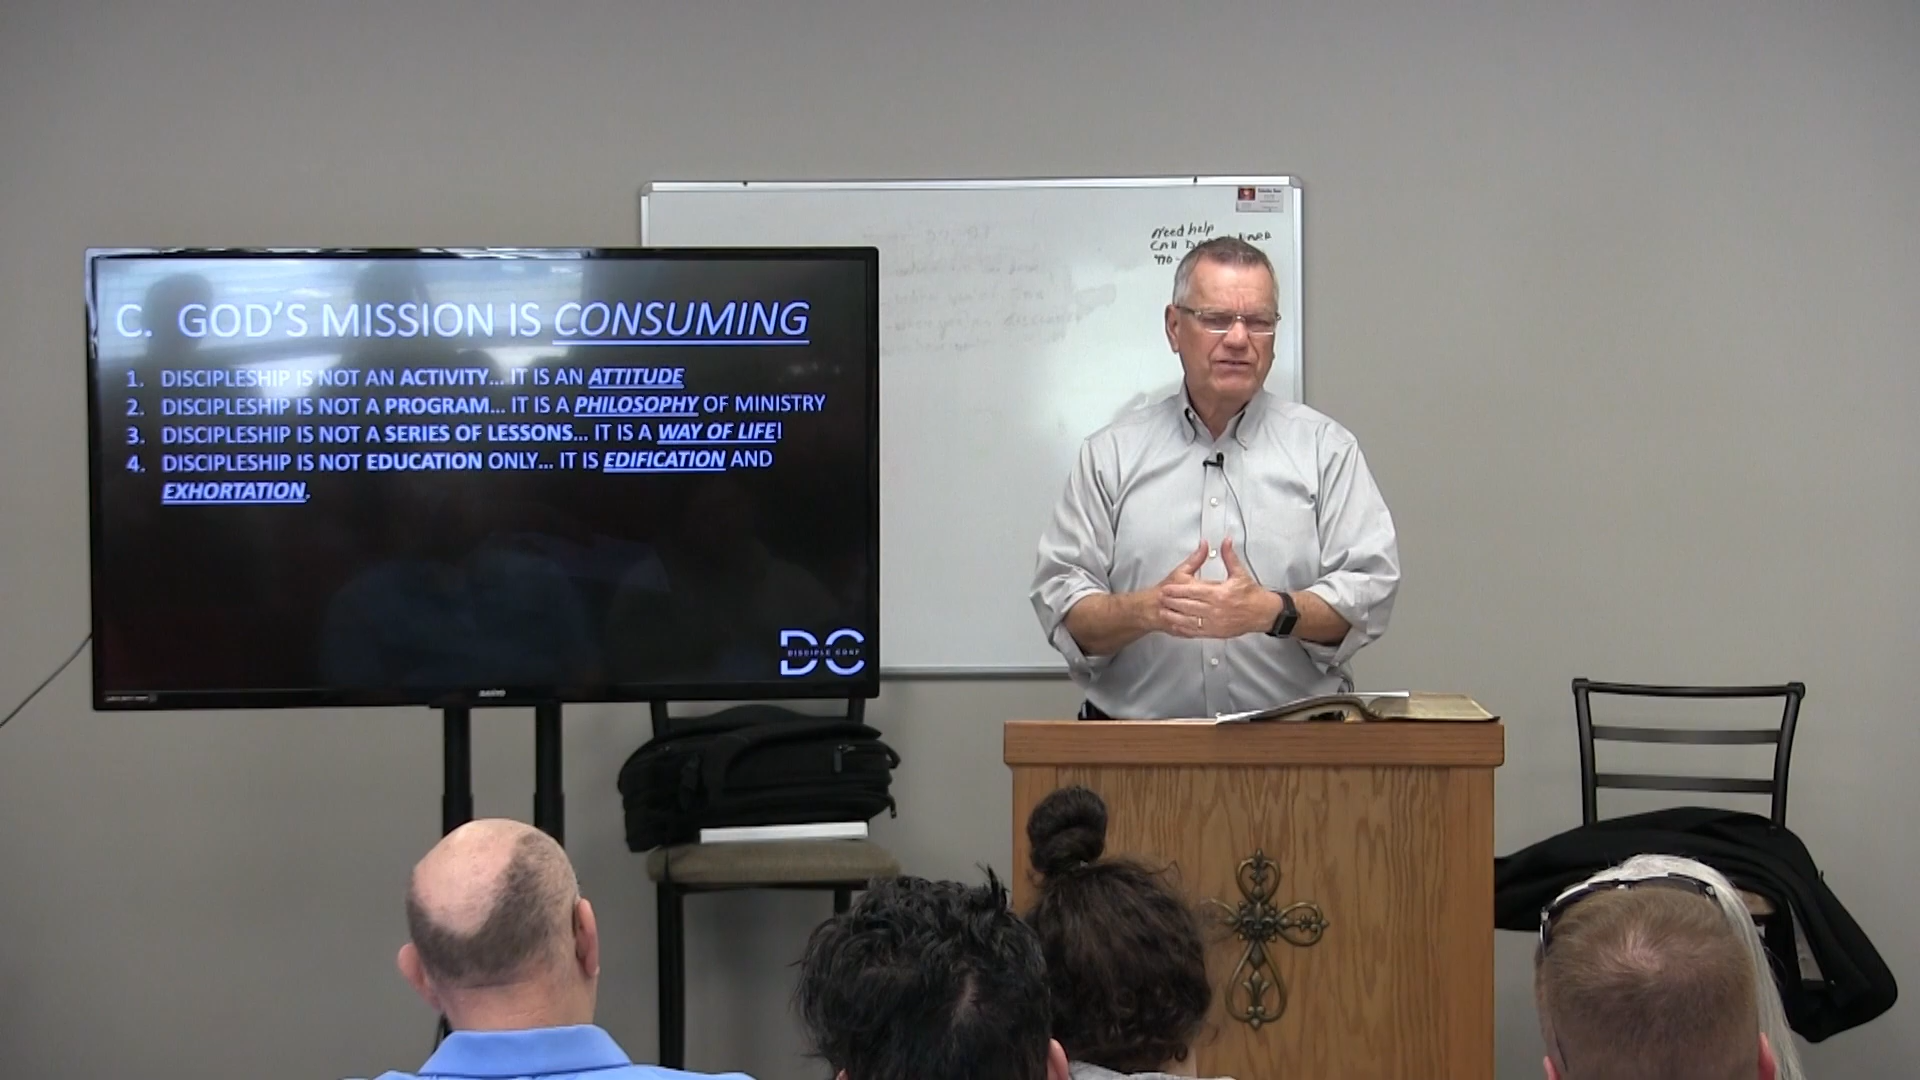 C. GOD'S MISSION IS CONSUMING
1. DISCIPLESHIP IS NOT AN ACTIVITY... IT IS AN ATTITUDE
2. DISCIPLESHIP IS NOT A PROGRAM... IT IS A PHILOSOPHY OF MINISTRY
3. DISCIPLESHIP IS NOT A SERIES OF LESSONS... IT IS A WAY OF LIFE!
4. DISCIPLESHIP IS NOT EDUCATION ONLY... IT IS EDIFICATION AND
EXHORTATION.
DC
DISCIPLE CONF
SANYO
Need help
CAll
770-